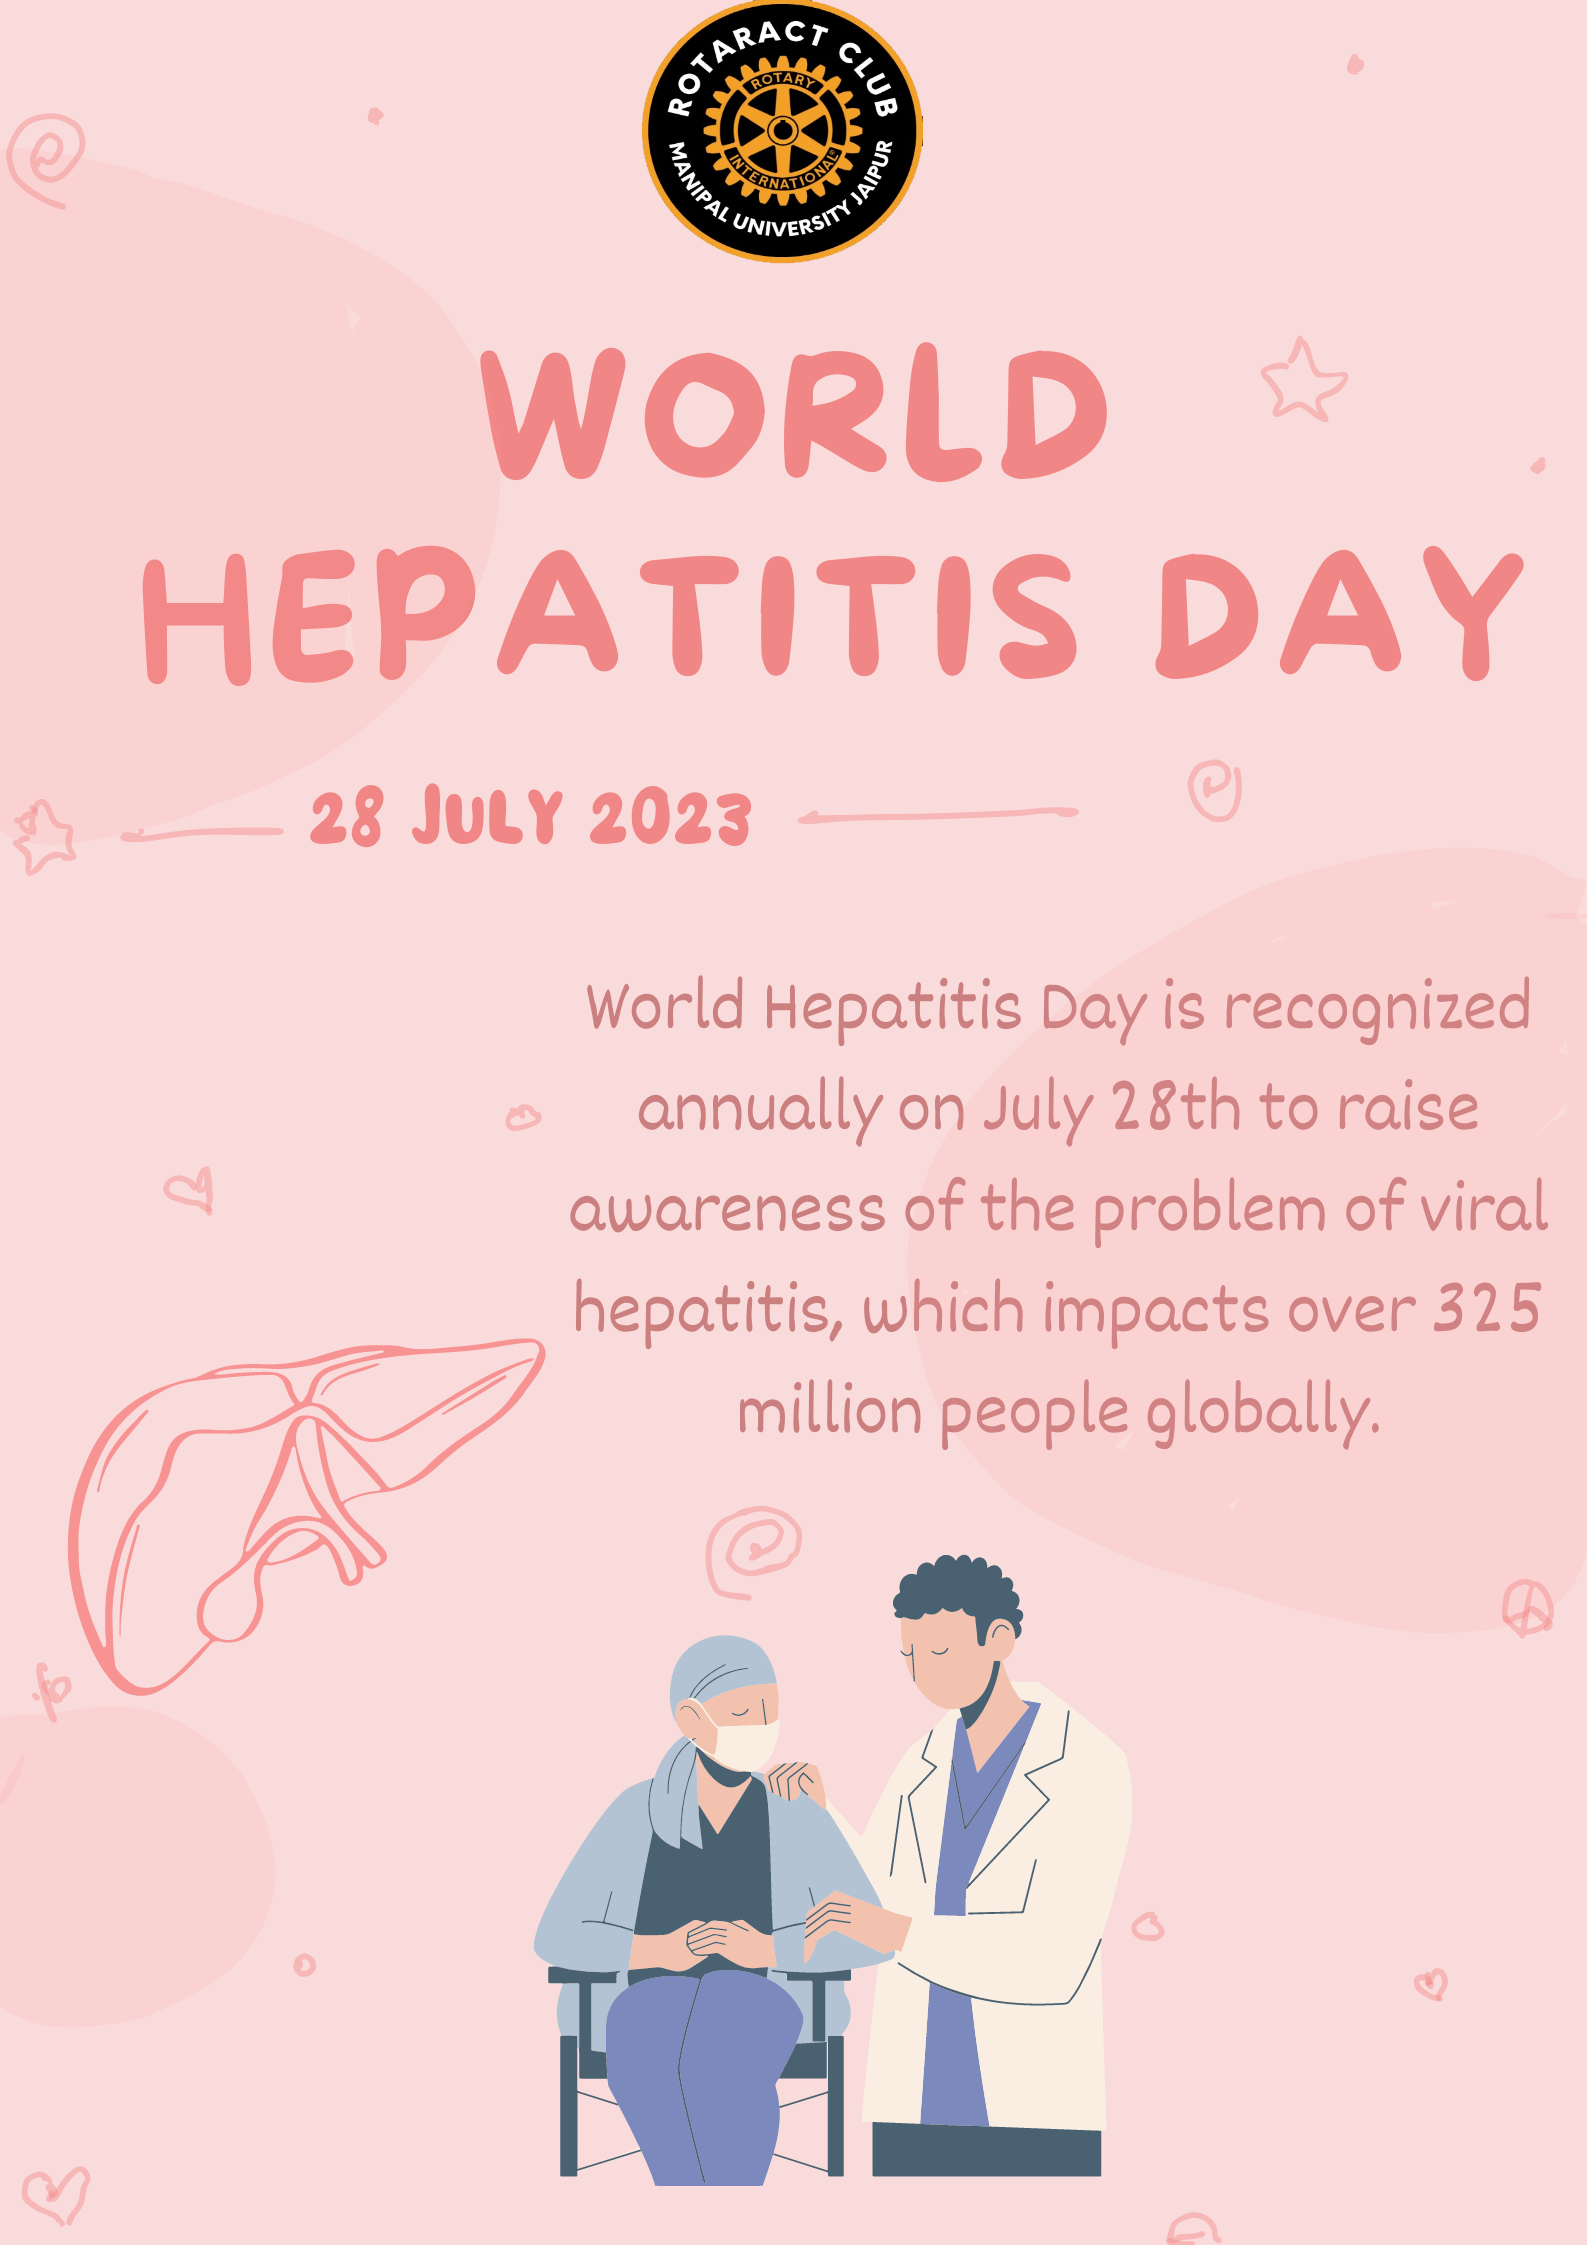 ROTARACT CLUB
ROTARY
INTERNATIONAL®
MANIPAL UNIVERSITY JAIPUR
WORLD
HEPATITIS DAY
28 JULY 2023
World Hepatitis Day is recognized
annually on July 28th to raise
awareness of the problem of viral
hepatitis, which impacts over 325
million people globally.